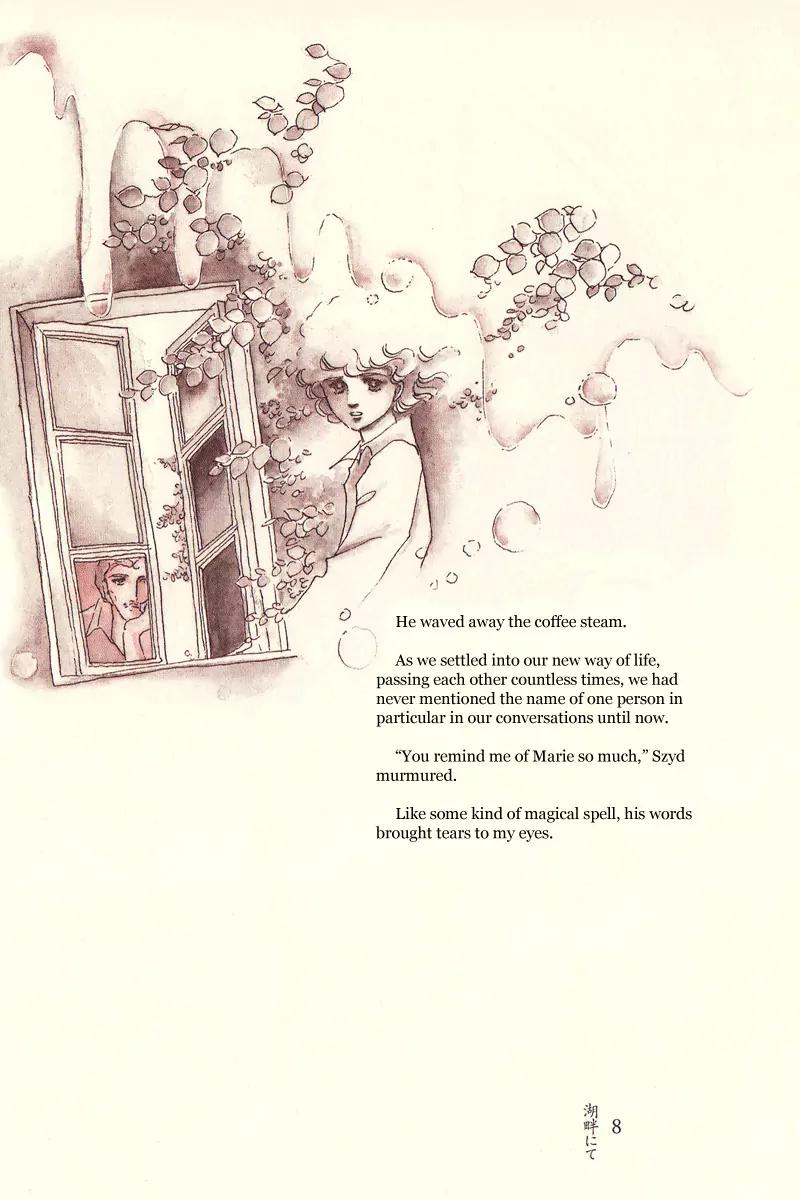 He waved away the coffee steam.
As we settled into our new way of life,
passing each other countless times, we had
never mentioned the name of one person in
particular in our conversations until now.
“You remind me of Marie so much,” Szyd
murmured.
Like some kind of magical spell, his words
brought tears to my eyes.
湖畔にて
8